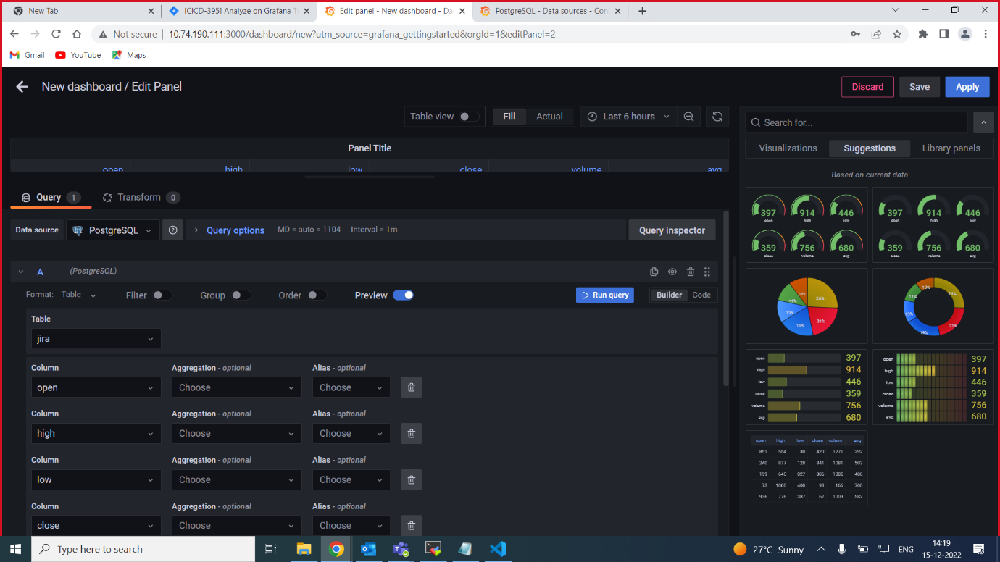 New Tab
[CICD-395] Analyze on Grafana T
Edit panel - New dashboard - Da
PostgreSQL - Data sources - Con
Not secure
10.74.190.111:3000/dashboard/new?utm_source=grafana_gettingstarted&orgId=1&editPanel=2
Gmail
YouTube
Maps
New dashboard / Edit Panel
Discard
Save
Apply
Table view
Fill
Actual
Last 6 hours
Search for...
Visualizations
Suggestions
Library panels
Panel Title
open high low close volume avg
Based on current data
Query 1
Transform 0
Data source
PostgreSQL
Query options
MD = auto = 1104
Interval = 1m
Query inspector
A
(PostgreSQL)
Format: Table
Filter
Group
Order
Preview
Run query
Builder
Code
Table
jira
Column
Aggregation - optional
Alias - optional
open
Choose
Choose
Column
Aggregation - optional
Alias - optional
high
Choose
Choose
Column
Aggregation - optional
Alias - optional
low
Choose
Choose
Column
Aggregation - optional
Alias - optional
close
Choose
Choose
397 914 446
open high low
359 756 680
close volume avg
397 914 446
open high low
359 756 680
close volume avg
26%
21%
19%
13%
11%
10%
26%
21%
19%
13%
11%
10%
open 397
high 914
low 446
close 359
volume 756
avg 680
open 397
high 914
low 446
close 359
volume 756
avg 680
open high low close volum avg
851 554 30 420 1271 292
240 877 128 841 1081 503
199 645 327 886 1085 486
73 1000 400 93 166 700
936 776 387 67 1003 582
Type here to search
27°C Sunny
ENG
14:19
15-12-2022